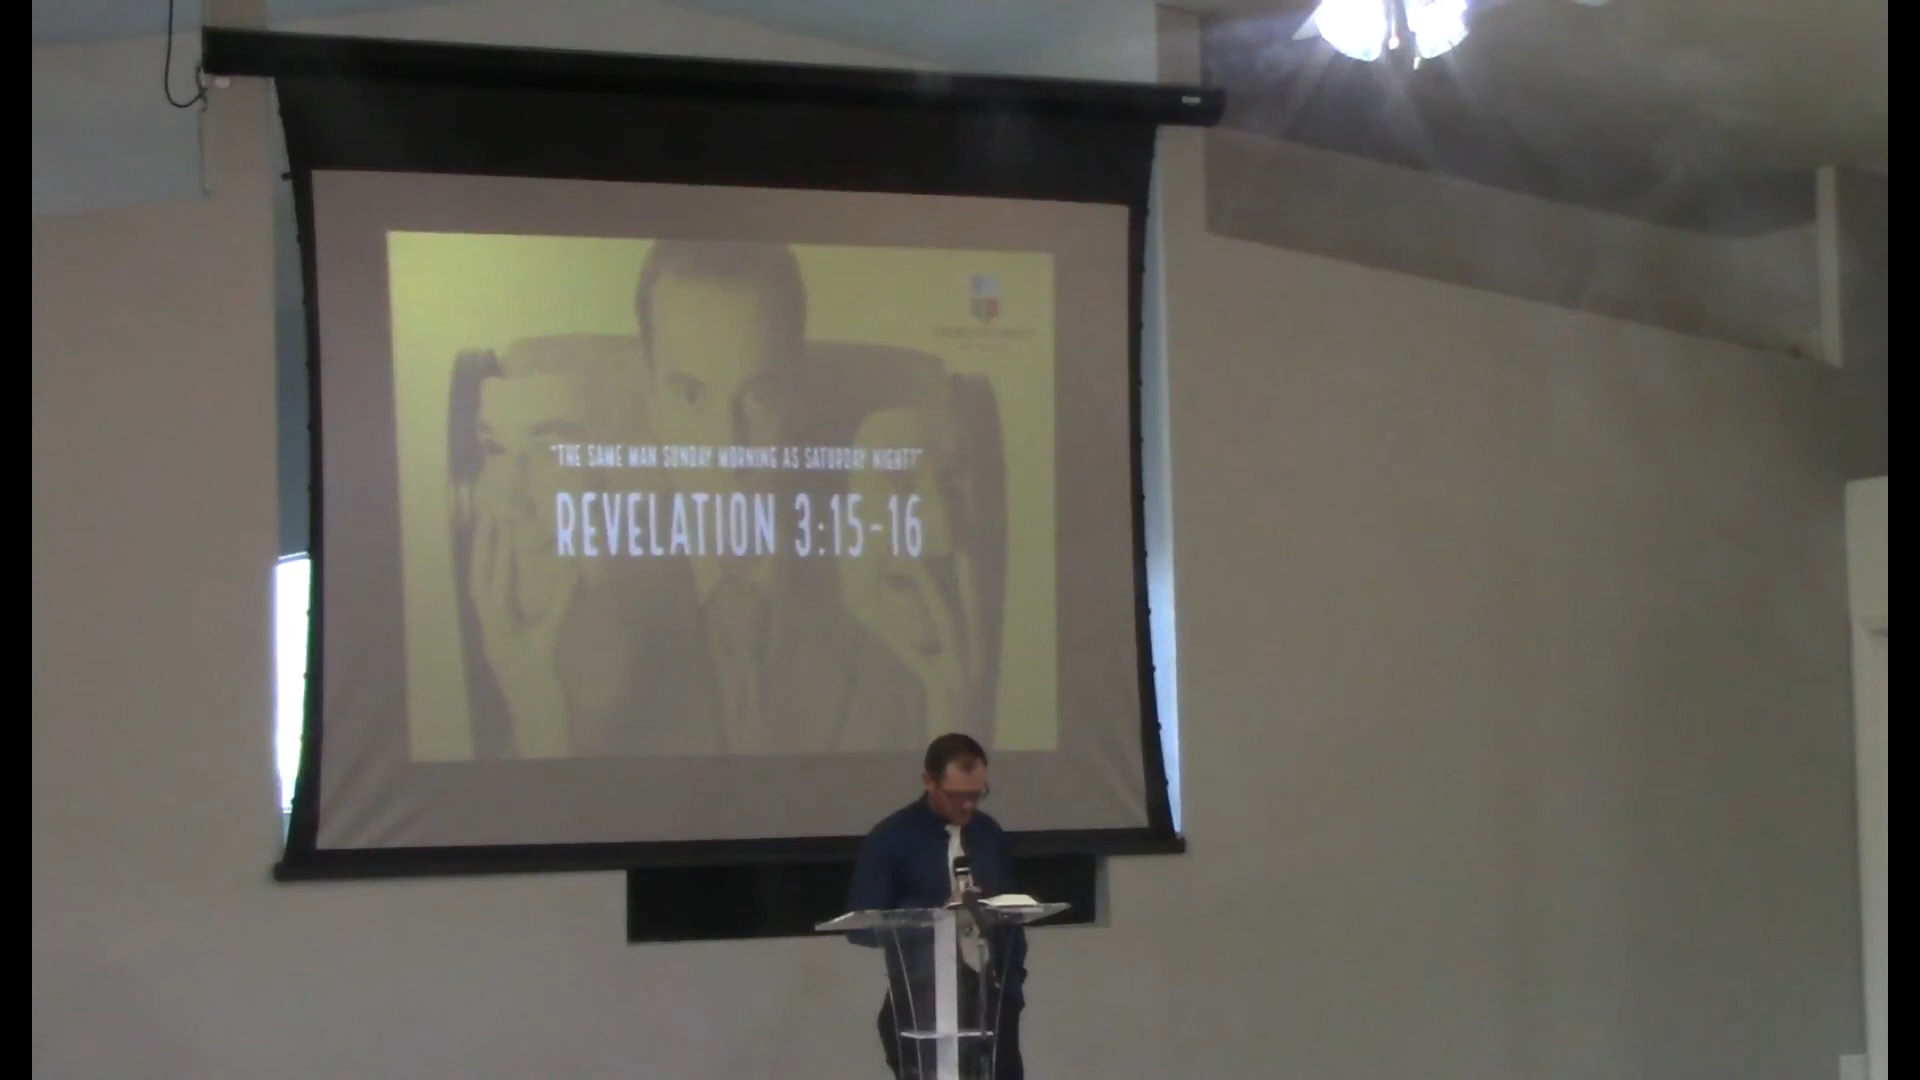 "THE SAME MAN SUNDAY MORNING AS SATURDAY NIGHT?"
REVELATION 3:15-16